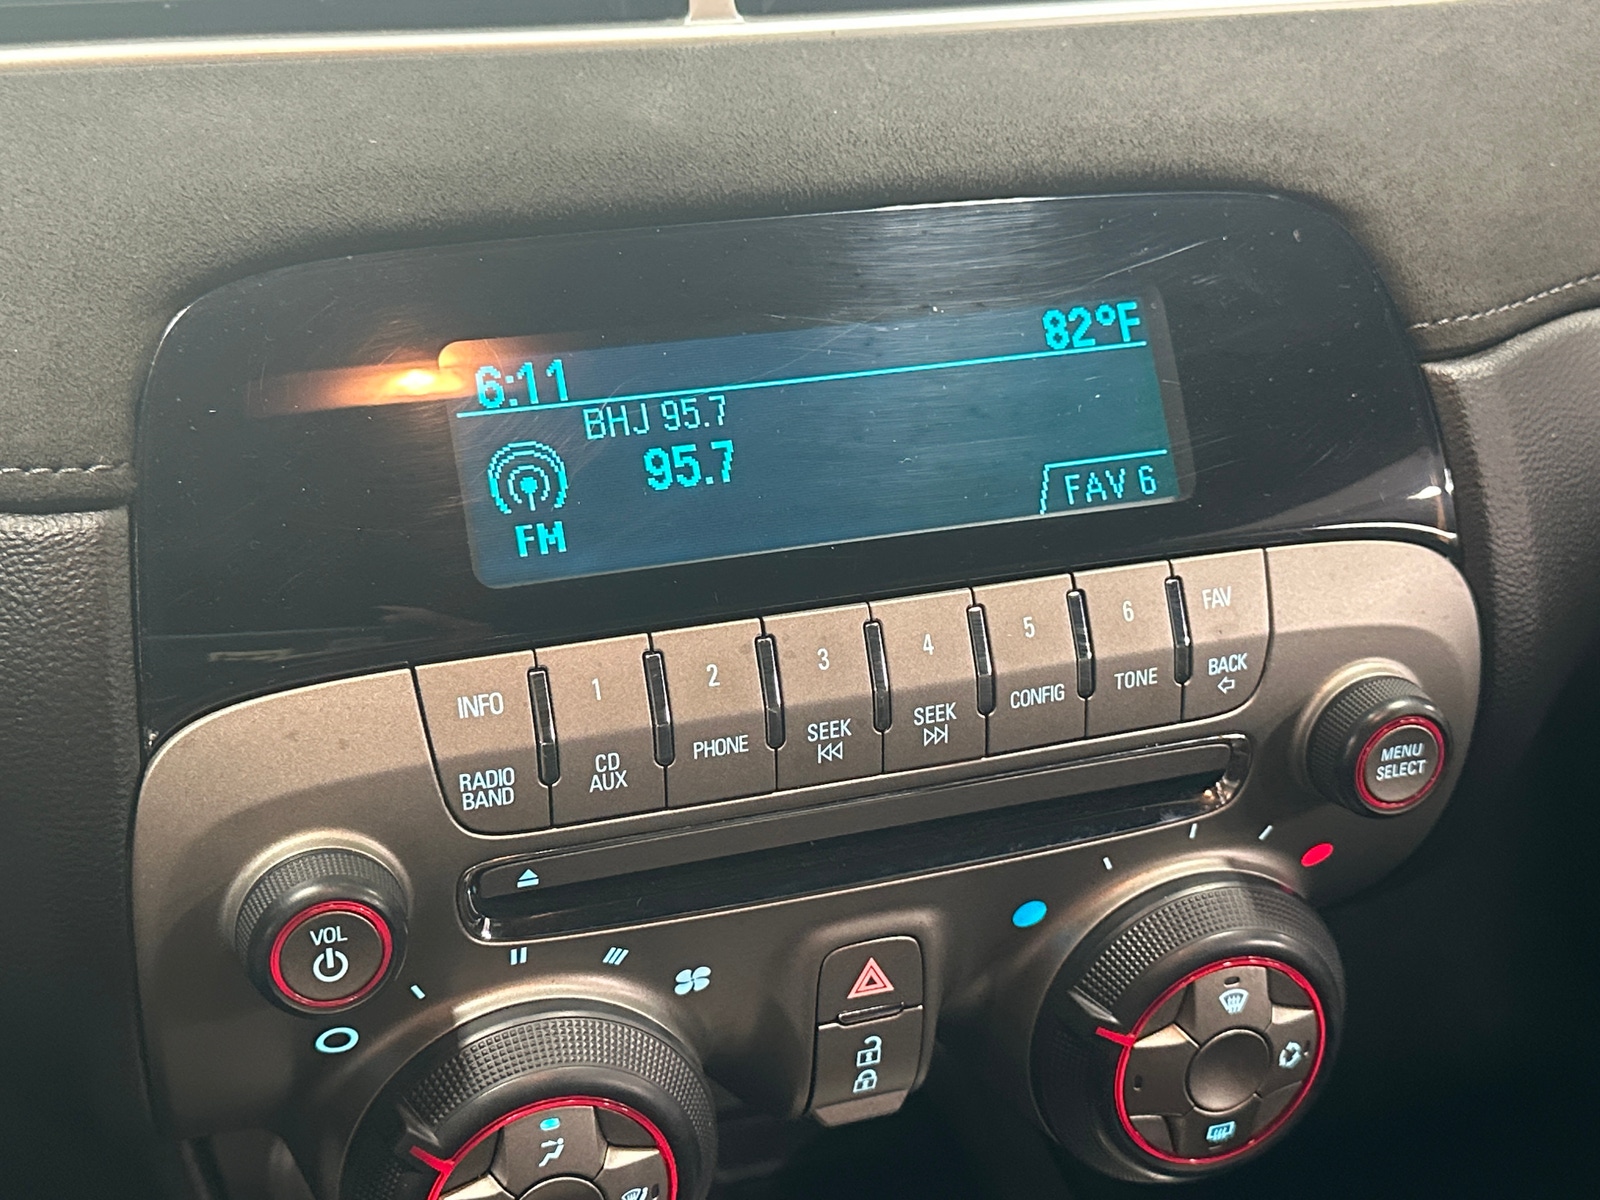 82°F
6:11
BHJ 95.7
95.7
FM
FAV 6
INFO
1
2
3
4
5
6
FAV
RADIO
BAND
CD
AUX
PHONE
SEEK
SEEK
CONFIG
TONE
BACK
MENU
SELECT
VOL